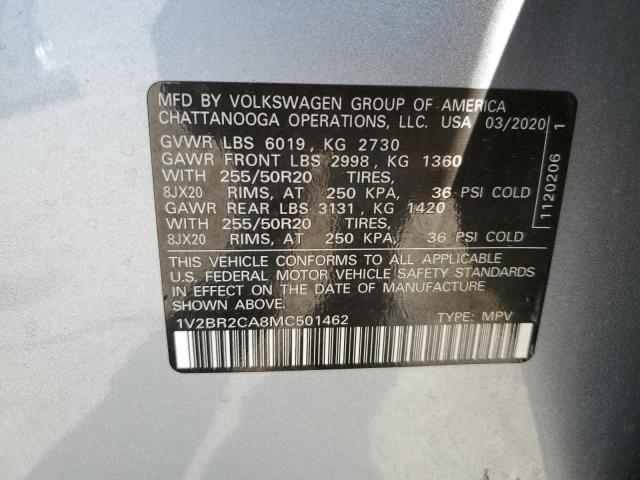 MFD BY VOLKSWAGEN GROUP OF AMERICA
CHATTANOOGA OPERATIONS, LLC. USA 03/2020
GVWR LBS 6019, KG 2730
GAWR FRONT LBS 2998, KG 1360
WITH 255/50R20 TIRES,
8JX20 RIMS, AT 250 KPA, 36 PSI COLD
GAWR REAR LBS 3131, KG 1420
WITH 255/50R20 TIRES,
8JX20 RIMS, AT 250 KPA, 36 PSI COLD
THIS VEHICLE CONFORMS TO ALL APPLICABLE
U.S. FEDERAL MOTOR VEHICLE SAFETY STANDARDS
IN EFFECT ON THE DATE OF MANUFACTURE
SHOWN ABOVE.
1V2BR2CA8MC501462 TYPE: MPV
1120206 1